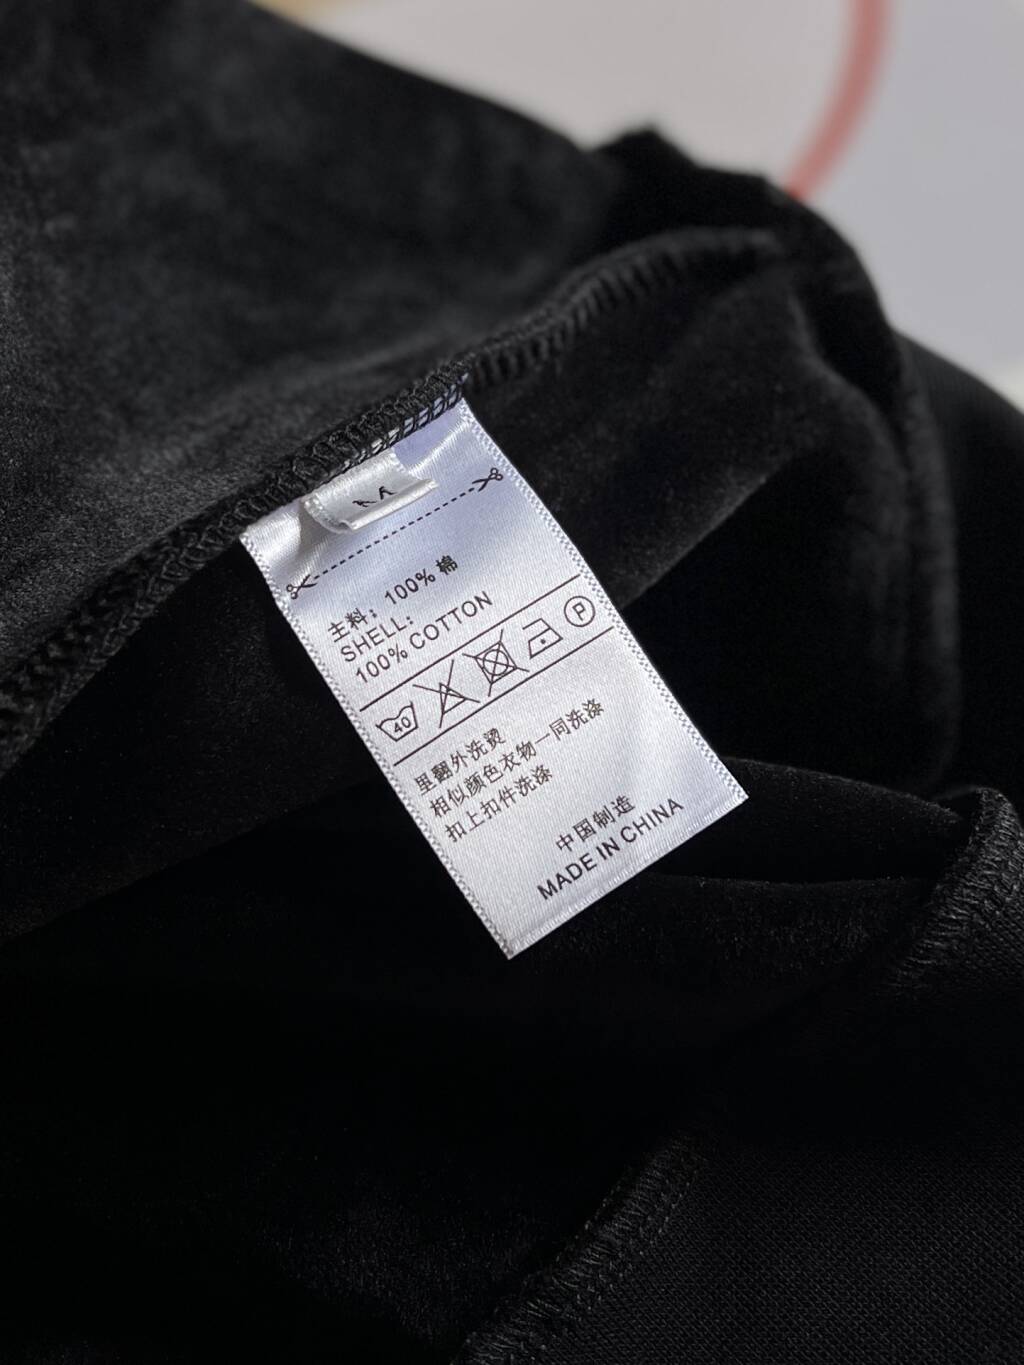 主料：100% 棉
SHELL:
100% COTTON
40
P
里翻外洗烫
相似颜色衣物一同洗涤
扣上扣件洗涤
中国制造
MADE IN CHINA